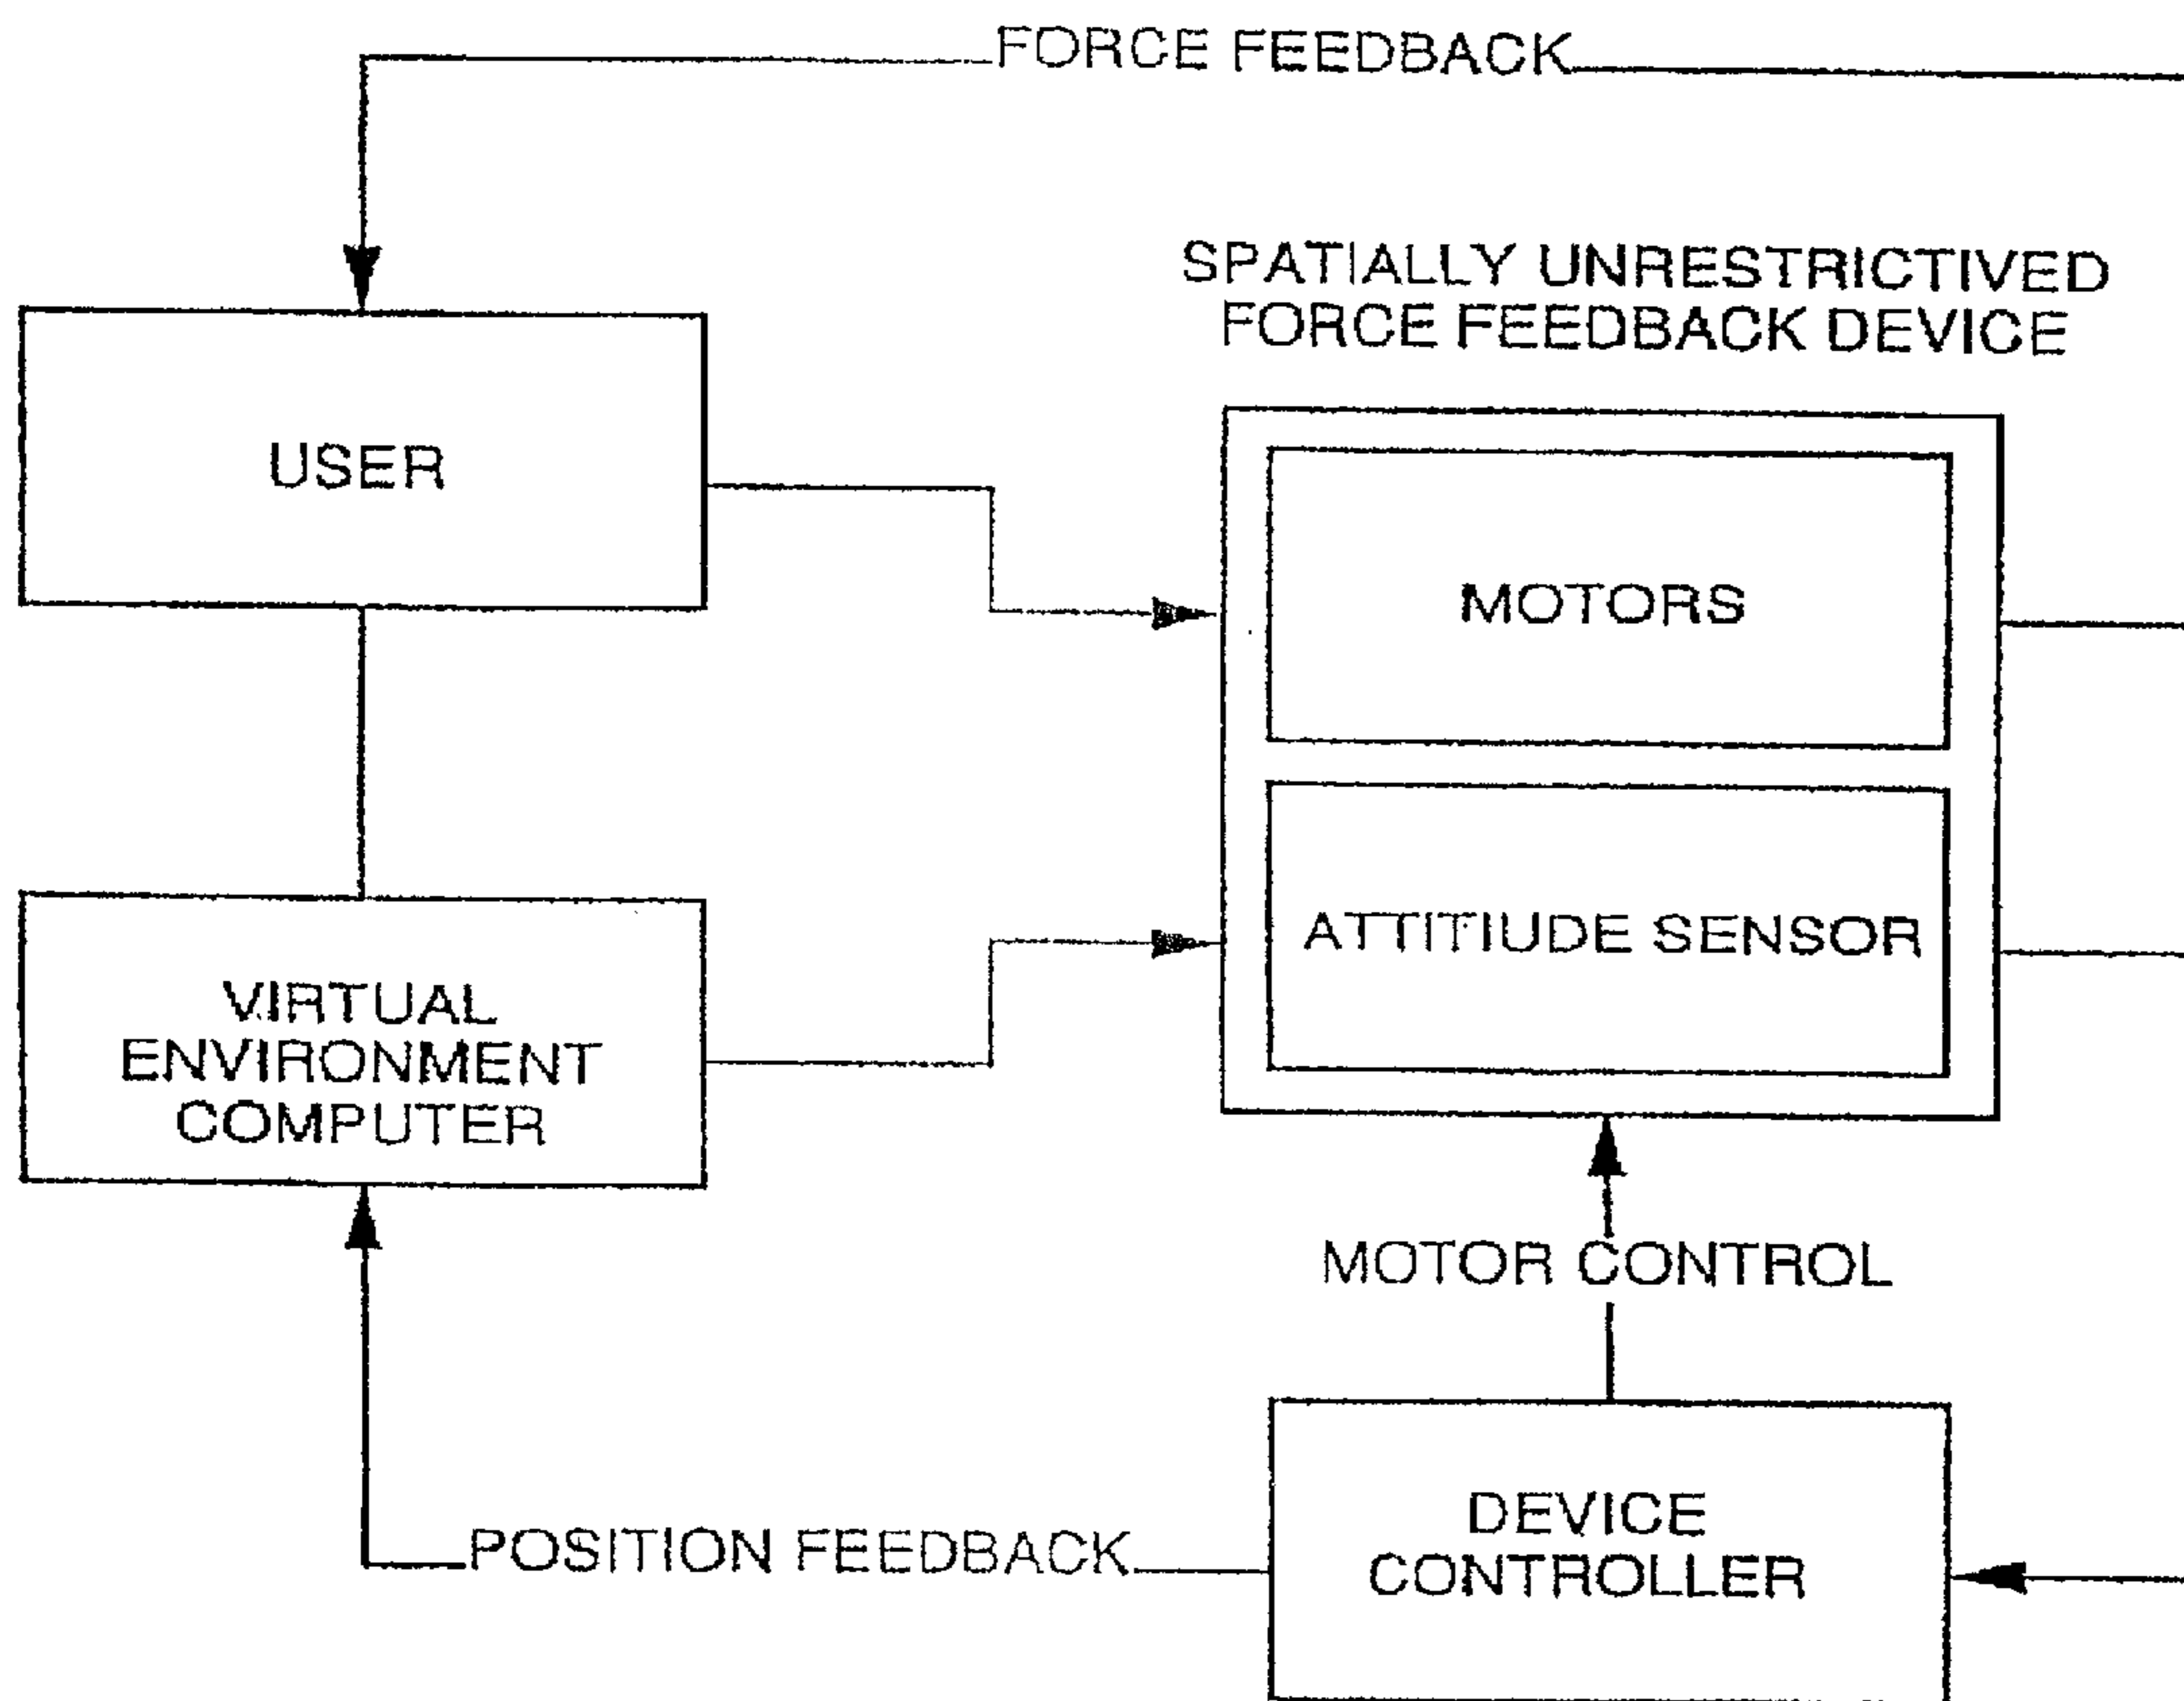 FORCE FEEDBACK
SPATIALLY UNRESTRICTIVED
FORCE FEEDBACK DEVICE
USER
MOTORS
ATTITIUDE SENSOR
VIRTUAL
ENVIRONMENT
COMPUTER
MOTOR CONTROL
POSITION FEEDBACK
DEVICE
CONTROLLER